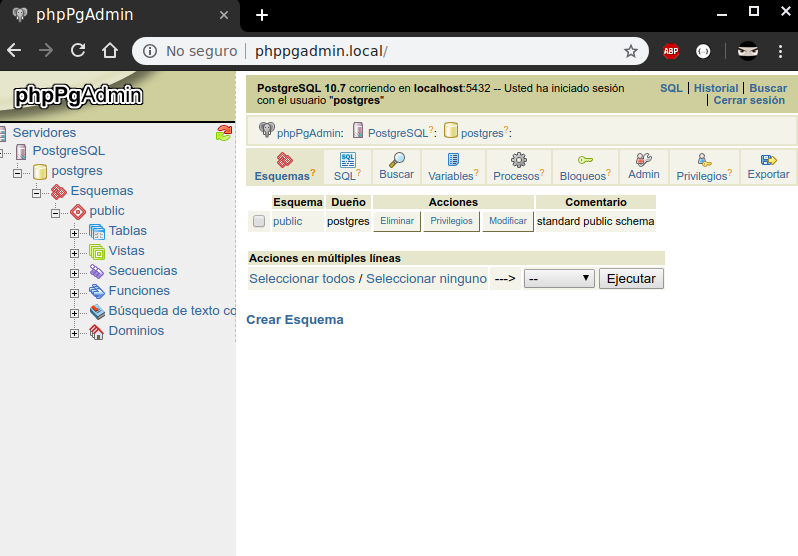 phpPgAdmin
No seguro | phppgadmin.local/
ABP
phpPgAdmin
Servidores
PostgreSQL
postgres
Esquemas
public
Tablas
Vistas
Secuencias
Funciones
Búsqueda de texto co
Dominios
PostgreSQL 10.7 corriendo en localhost:5432 -- Usted ha iniciado sesión
con el usuario "postgres"
SQL | Historial | Buscar
| Cerrar sesión
phpPgAdmin: PostgreSQL?: postgres?:
Esquemas? SQL? Buscar Variables? Procesos? Bloqueos? Admin Privilegios? Exportar
Esquema Dueño Acciones Comentario
public postgres Eliminar Privilegios Modificar standard public schema
Acciones en múltiples líneas
Seleccionar todos / Seleccionar ninguno ---> -- Ejecutar
Crear Esquema